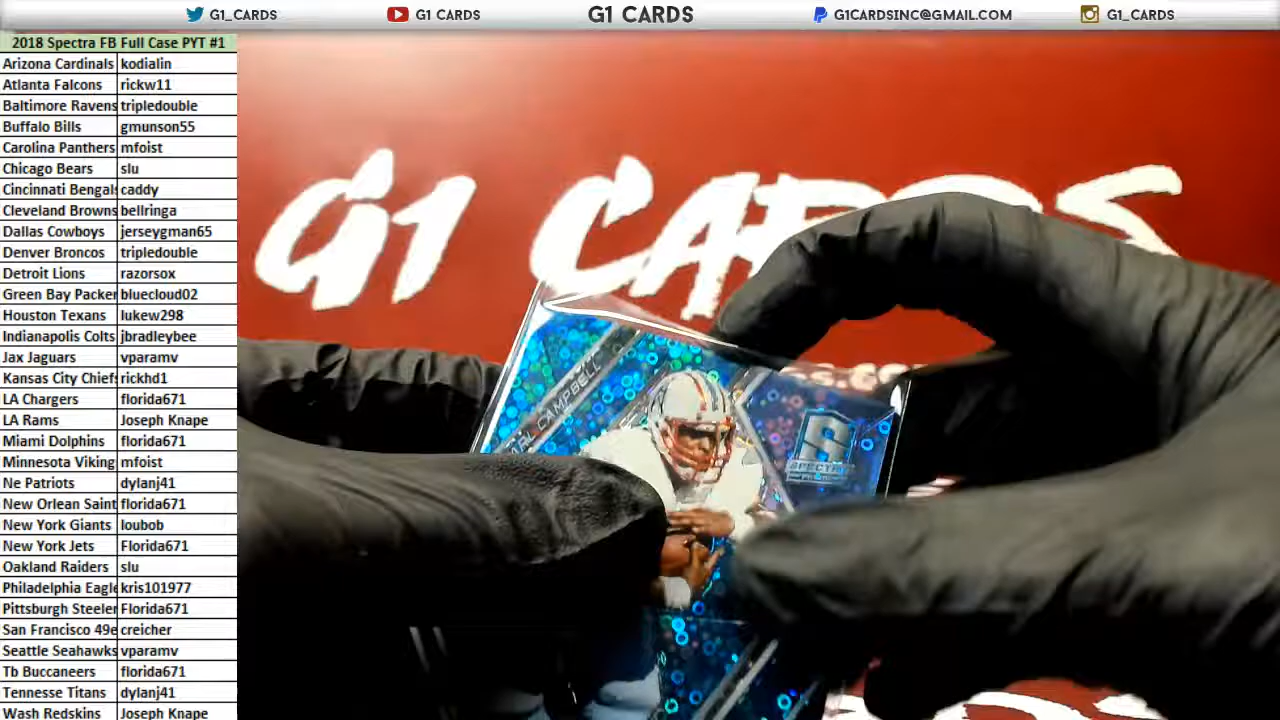 G1_CARDS G1 CARDS G1 CARDS G1CARDSINC@GMAIL.COM G1_CARDS
2018 Spectra FB Full Case PYT #1
Arizona Cardinals kodialin
Atlanta Falcons rickw11
Baltimore Ravens tripledouble
Buffalo Bills gmunson55
Carolina Panthers mfoist
Chicago Bears slu
Cincinnati Bengals caddy
Cleveland Browns bellringa
Dallas Cowboys jerseygman65
Denver Broncos tripledouble
Detroit Lions razorsox
Green Bay Packer bluecloud02
Houston Texans lukew298
Indianapolis Colts jbradleybee
Jax Jaguars vparamv
Kansas City Chiefs rickhd1
LA Chargers florida671
LA Rams Joseph Knape
Miami Dolphins florida671
Minnesota Viking mfoist
Ne Patriots dylanj41
New Orlean Saint florida671
New York Giants loubob
New York Jets Florida671
Oakland Raiders slu
Philadelphia Eagle kris101977
Pittsburgh Steeler Florida671
San Francisco 49e creicher
Seattle Seahawks vparamv
Tb Buccaneers florida671
Tennesse Titans dylanj41
Wash Redskins Joseph Knape
G1 CARDS
EARL CAMPBELL
S
SPECTRA